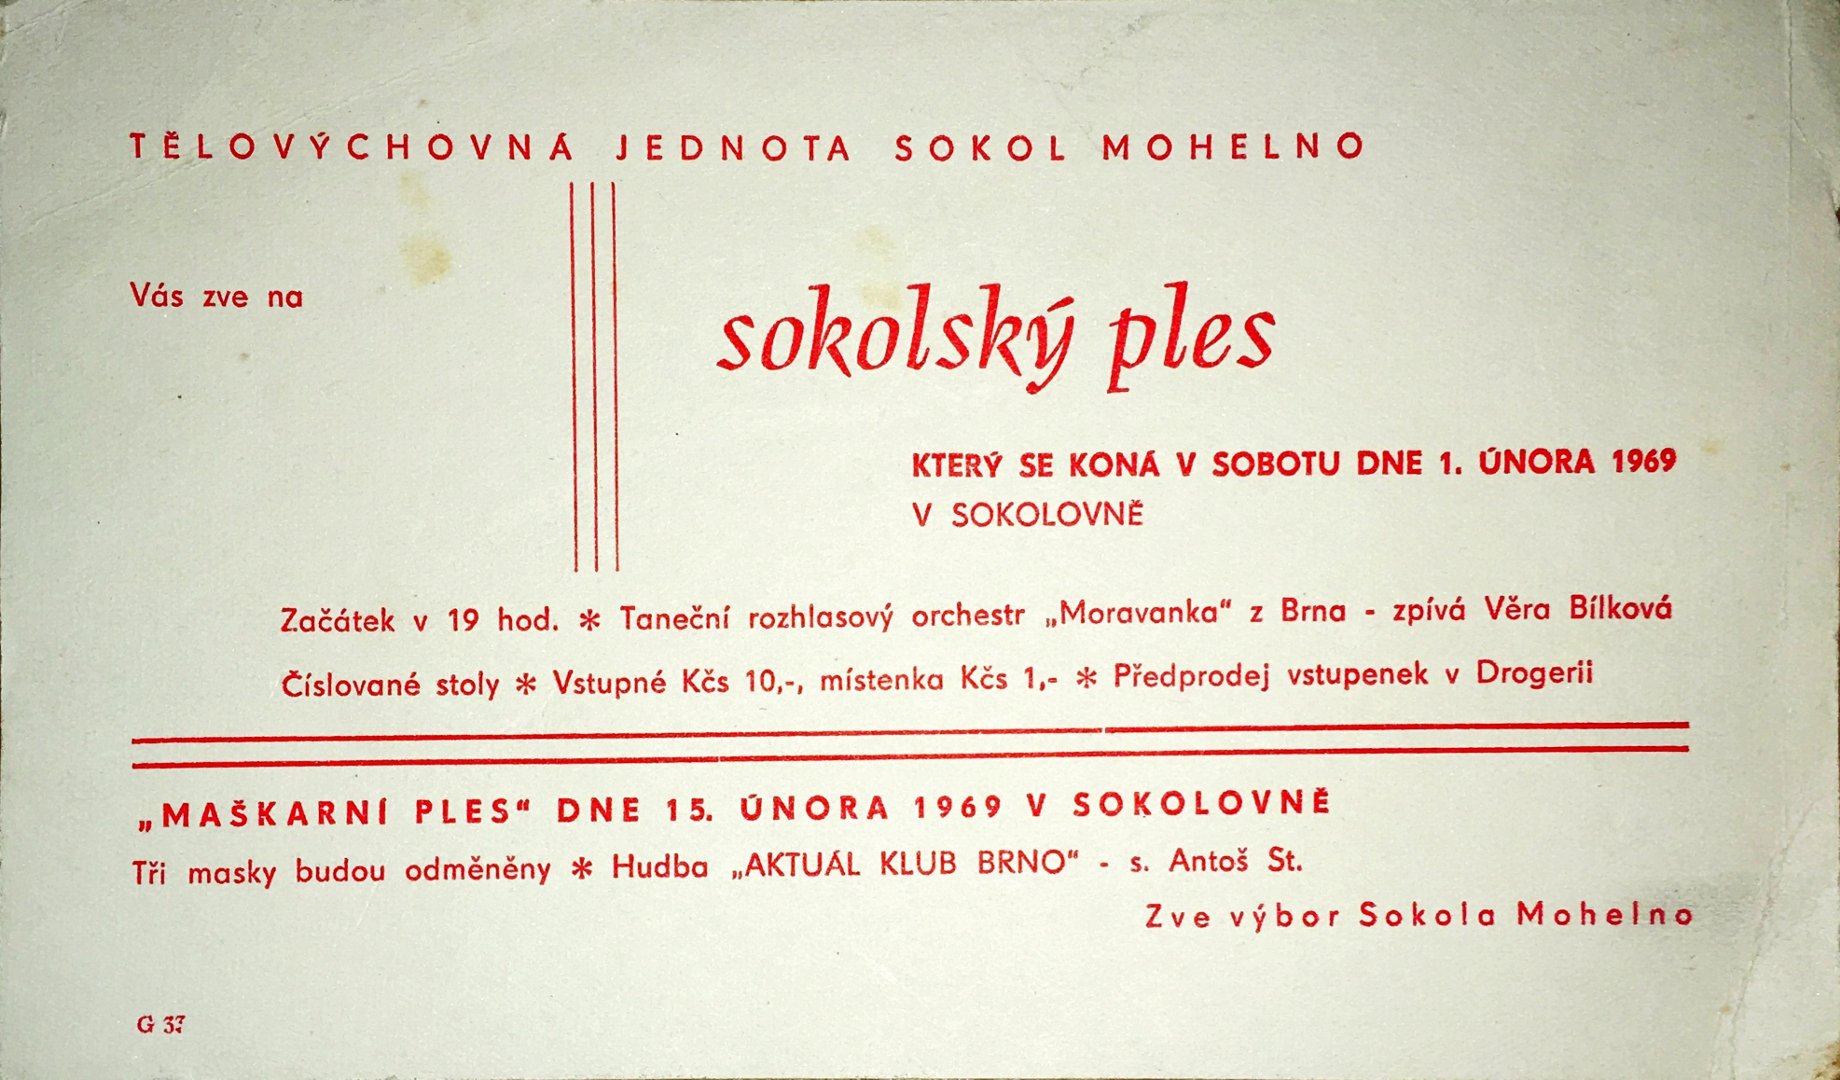 TĚLOVÝCHOVNÁ JEDNOTA SOKOL MOHELNO
Vás zve na
sokolský ples
KTERÝ SE KONÁ V SOBOTU DNE 1. ÚNORA 1969
V SOKOLOVNĚ
Začátek v 19 hod. * Taneční rozhlasový orchestr „Moravanka“ z Brna - zpívá Věra Bílková
Číslované stoly * Vstupné Kčs 10,-, místenka Kčs 1,- * Předprodej vstupenek v Drogerii
„MAŠKARNÍ PLES“ DNE 15. ÚNORA 1969 V SOKOLOVNĚ
Tři masky budou odměněny * Hudba „AKTUÁL KLUB BRNO“ - s. Antoš St.
Zve výbor Sokola Mohelno
G 37